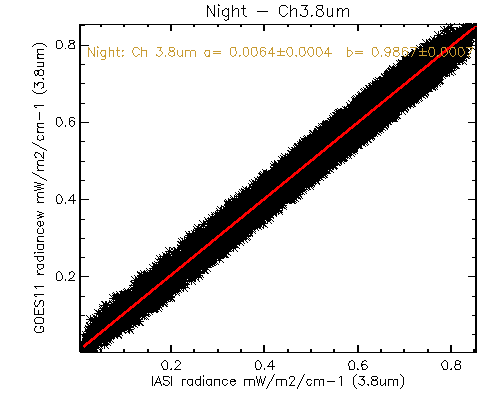 Night − Ch3.8um
Night: Ch 3.8um a= 0.0064±0.0004 b=
0.8
0.6
0.4
0.2
GOES11 radiancew mW/m2/cm−1 (3.8um)
0.2 0.4 0.6 0.8
IASI radiance mW/m2/cm−1 (3.8um)